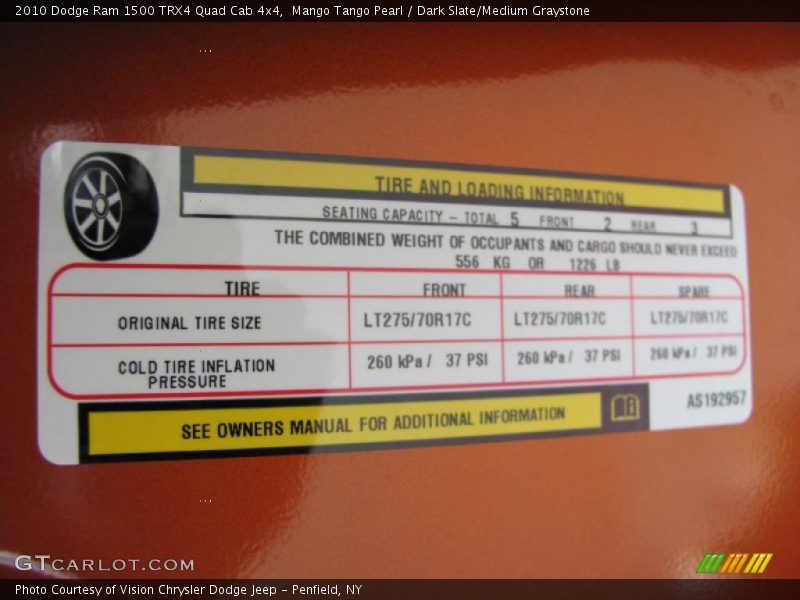 2010 Dodge Ram 1500 TRX4 Quad Cab 4x4,  Mango Tango Pearl / Dark Slate/Medium Graystone
TIRE AND LOADING INFORMATION
SEATING CAPACITY – TOTAL 5 FRONT 2 REAR 3
THE COMBINED WEIGHT OF OCCUPANTS AND CARGO SHOULD NEVER EXCEED
556 KG OR 1226 LB
TIRE FRONT REAR SPARE
ORIGINAL TIRE SIZE LT275/70R17C LT275/70R17C LT275/70R17C
COLD TIRE INFLATION PRESSURE 260 kPa / 37 PSI 260 kPa / 37 PSI 260 kPa / 37 PSI
SEE OWNERS MANUAL FOR ADDITIONAL INFORMATION
AS192957
GTCARLOT.COM
Photo Courtesy of Vision Chrysler Dodge Jeep – Penfield, NY